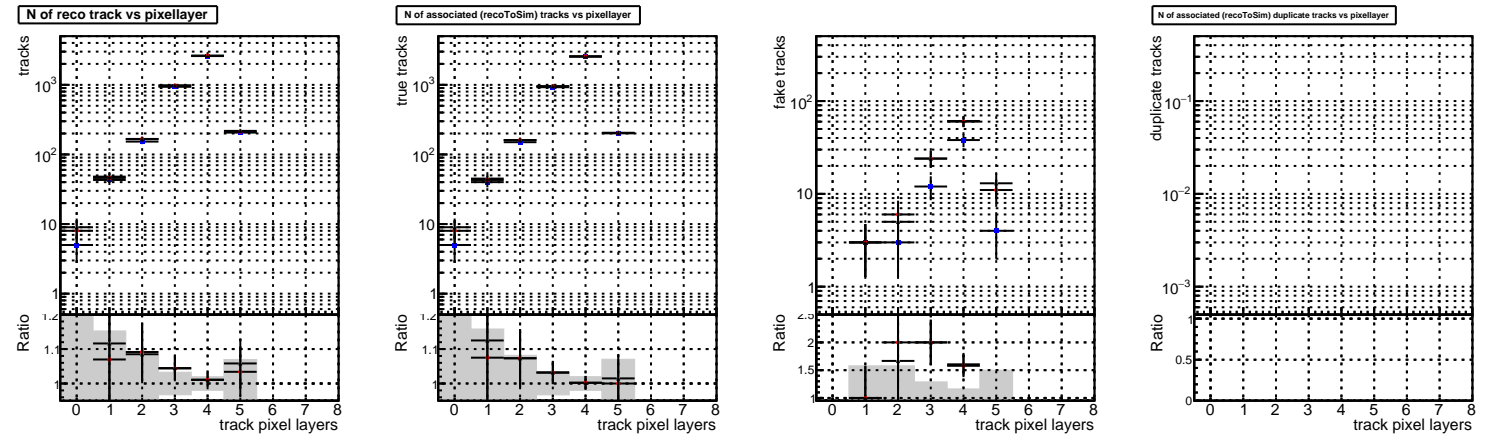 N of reco track vs pixellayer
tracks
10³
10²
10
1
Ratio
1.2
1.1
1
0 1 2 3 4 5 6 7 8
track pixel layers
N of associated (recoToSim) tracks vs pixellayer
true tracks
10³
10²
10
1
Ratio
1.2
1.1
1
0 1 2 3 4 5 6 7 8
track pixel layers
fake tracks
10²
10
1
Ratio
2.5
2
1.5
1
0 1 2 3 4 5 6 7 8
track pixel layers
N of associated (recoToSim) duplicate tracks vs pixellayer
duplicate tracks
10⁻¹
10⁻²
10⁻³
Ratio
1
0.5
0
0 1 2 3 4 5 6 7 8
track pixel layers